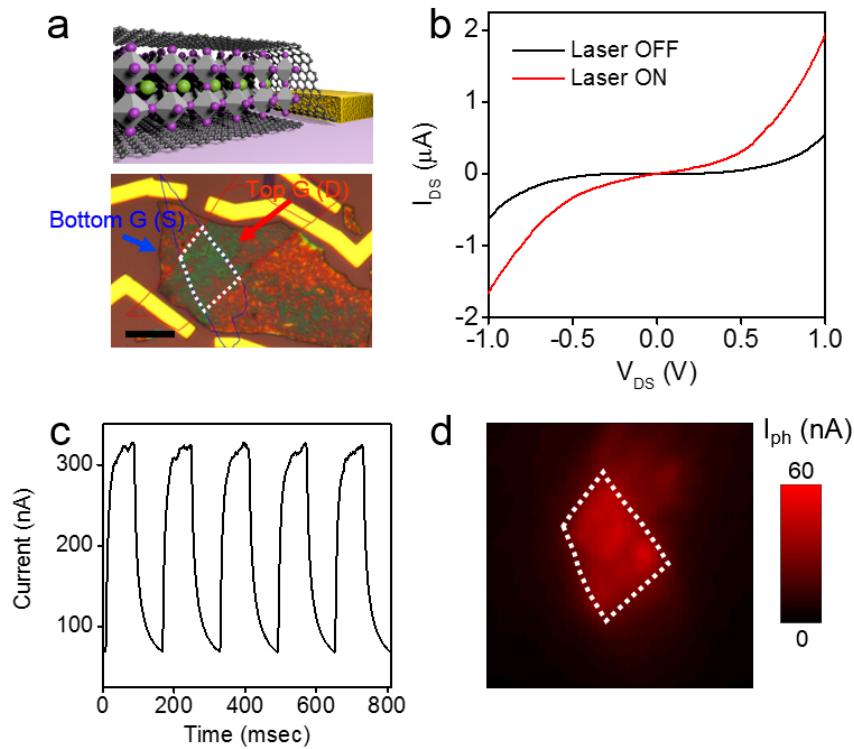 a
Top G (D)
Bottom G (S)
b
Laser OFF
Laser ON
I_DS (μA)
2
1
0
-1
-2
-1.0 -0.5 0.0 0.5 1.0
V_DS (V)
c
Current (nA)
300
200
100
0 200 400 600 800
Time (msec)
d
I_ph (nA)
60
0